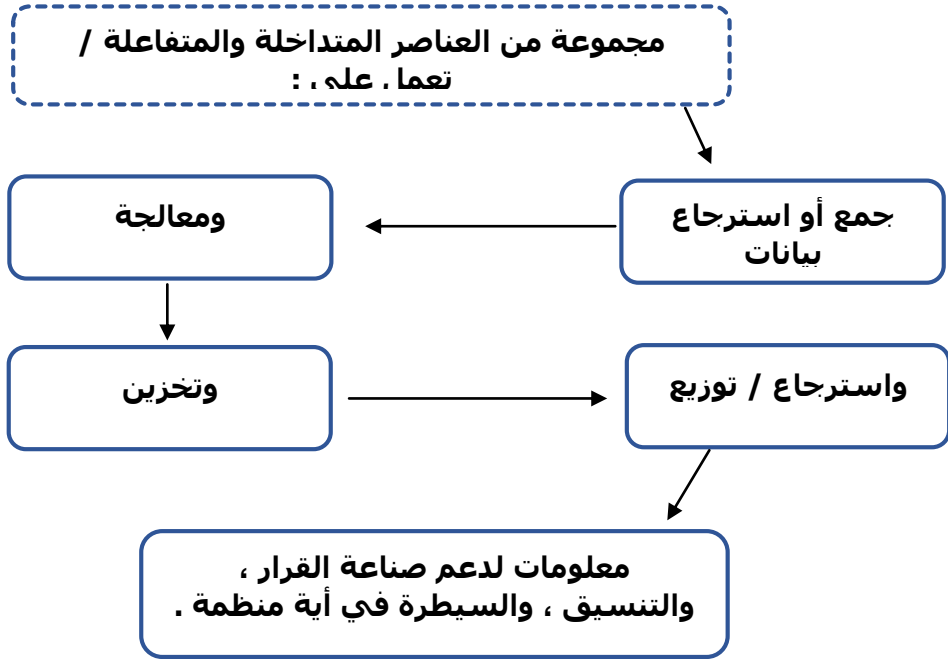 مجموعة من العناصر المتداخلة والمتفاعلة /
تعمل على :
جمع أو استرجاع
بيانات
ومعالجة
وتخزين
واسترجاع / توزيع
معلومات لدعم صناعة القرار ،
والتنسيق ، والسيطرة في أية منظمة .